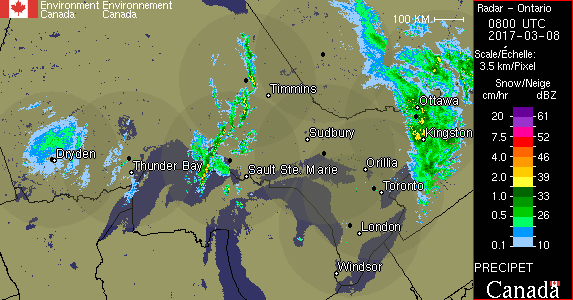 Environment Environnement
Canada Canada
100 KM
Timmins
Ottawa
Sudbury
Kingston
Dryden
Thunder Bay
Sault Ste. Marie
Orillia
Toronto
London
Windsor
Radar - Ontario
0800 UTC
2017-03-08
Scale/Échelle:
3.5 km/Pixel
Snow/Neige
cm/hr dBZ
20 61
7.5 52
4.0 46
2.0 39
1.0 33
0.5 26
0.1 10
PRECIPET
Canada